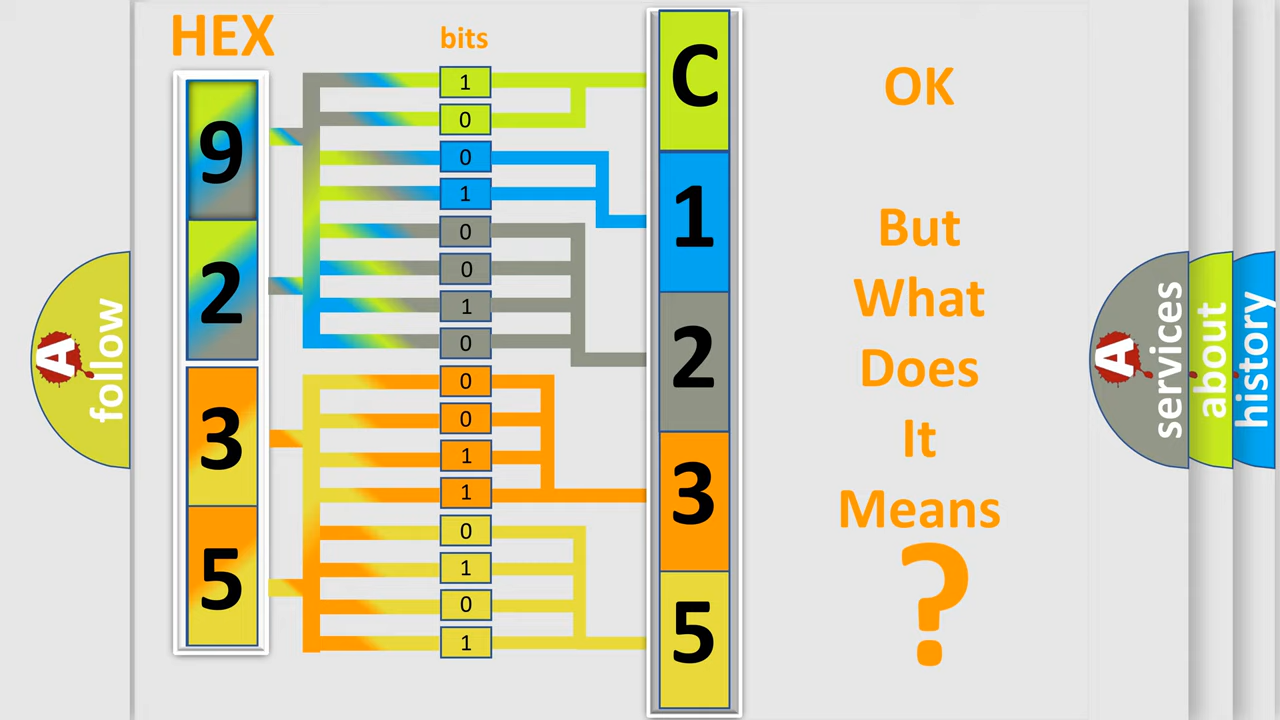 HEX
bits
9
2
3
5
1
0
0
1
0
0
1
0
0
0
1
1
0
1
0
1
C
1
2
3
5
OK
But
What
Does
It
Means
?
A
follow
A
services
about
history